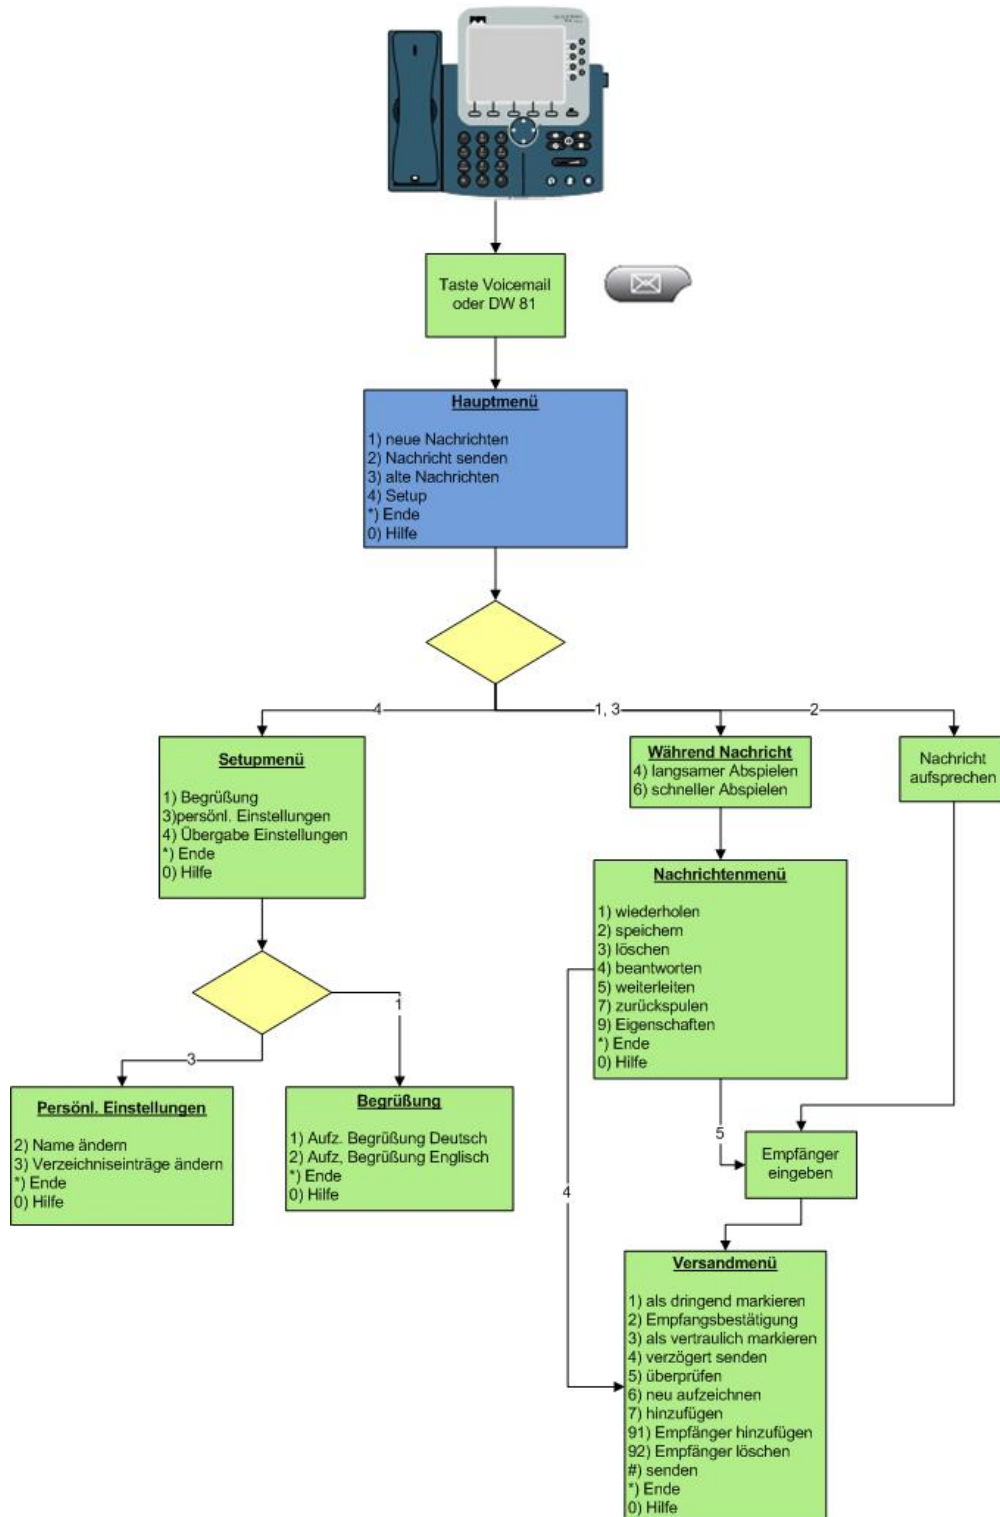 Taste Voicemail
oder DW 81
Hauptmenü
1) neue Nachrichten
2) Nachricht senden
3) alte Nachrichten
4) Setup
*) Ende
0) Hilfe
4
1, 3
2
Setupmenü
1) Begrüßung
3)persönl. Einstellungen
4) Übergabe Einstellungen
*) Ende
0) Hilfe
Während Nachricht
4) langsamer Abspielen
6) schneller Abspielen
Nachricht
aufsprechen
Nachrichtenmenü
1) wiederholen
2) speichern
3) löschen
4) beantworten
5) weiterleiten
7) zurückspulen
9) Eigenschaften
*) Ende
0) Hilfe
1
3
Persönl. Einstellungen
2) Name ändern
3) Verzeichniseinträge ändern
*) Ende
0) Hilfe
Begrüßung
1) Aufz. Begrüßung Deutsch
2) Aufz, Begrüßung Englisch
*) Ende
0) Hilfe
5
Empfänger
eingeben
4
Versandmenü
1) als dringend markieren
2) Empfangsbestätigung
3) als vertraulich markieren
4) verzögert senden
5) überprüfen
6) neu aufzeichnen
7) hinzufügen
91) Empfänger hinzufügen
92) Empfänger löschen
#) senden
*) Ende
0) Hilfe